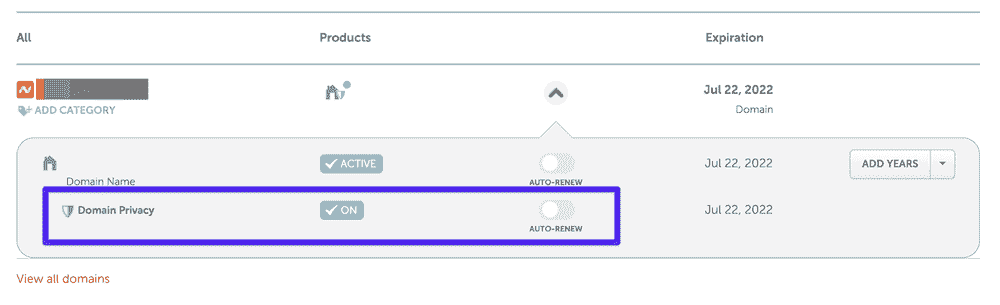 All Products Expiration
Jul 22, 2022
ADD CATEGORY Domain
ACTIVE Jul 22, 2022 ADD YEARS
Domain Name AUTO-RENEW
Domain Privacy ON Jul 22, 2022
AUTO-RENEW
View all domains